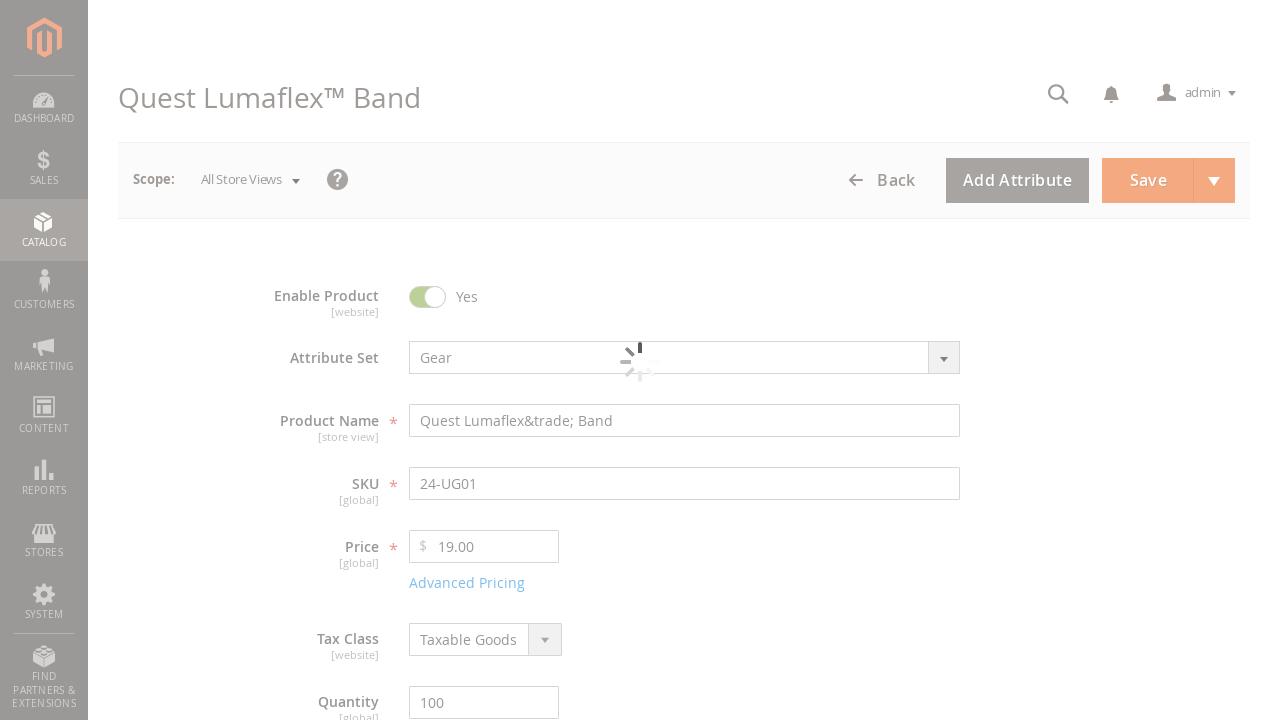 Quest Lumaflex™ Band
admin
DASHBOARD
SALES
CATALOG
CUSTOMERS
MARKETING
CONTENT
REPORTS
STORES
SYSTEM
FIND
PARTNERS &
EXTENSIONS
Scope: All Store Views ? Back Add Attribute Save
Enable Product Yes
[website]
Attribute Set Gear
Product Name * Quest Lumaflex&trade; Band
[store view]
SKU * 24-UG01
[global]
Price * $ 19.00
[global]
Advanced Pricing
Tax Class Taxable Goods
[website]
Quantity 100
[global]